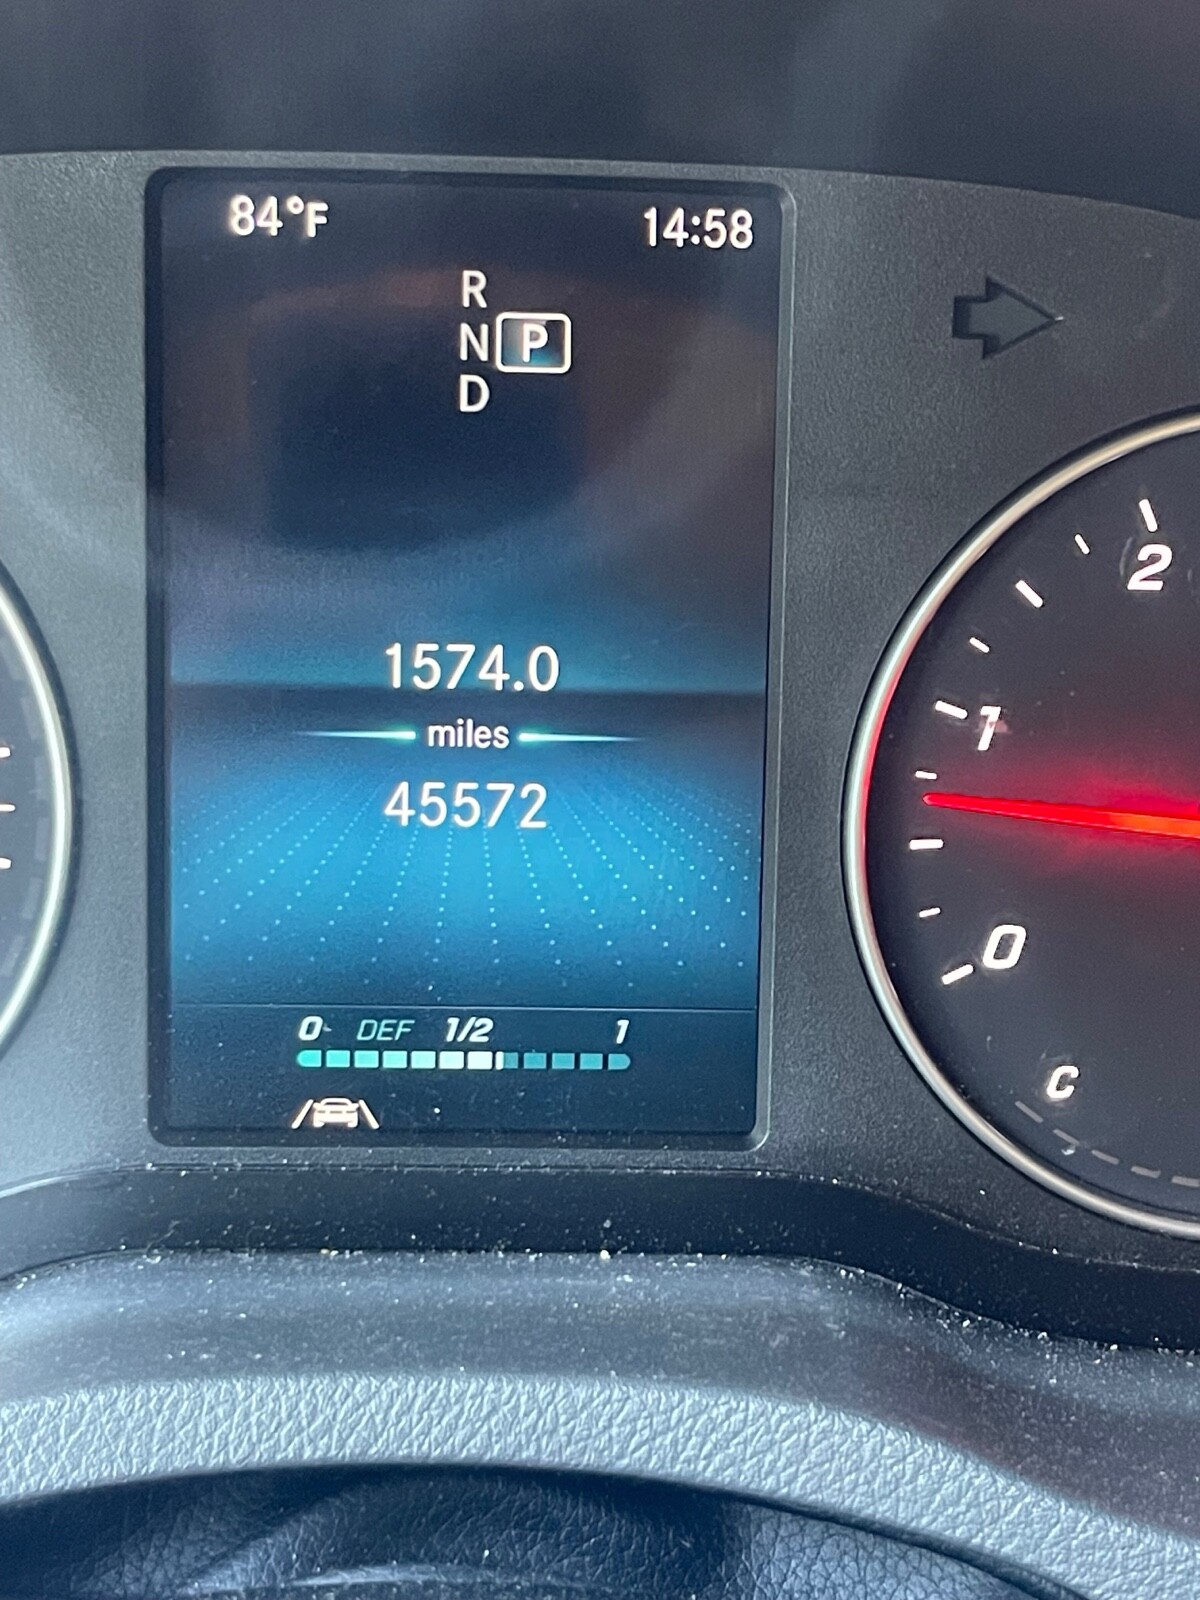 84°F 14:58
R
N P
D
1574.0
miles
45572
0 DEF 1/2 1
2
1
0
C